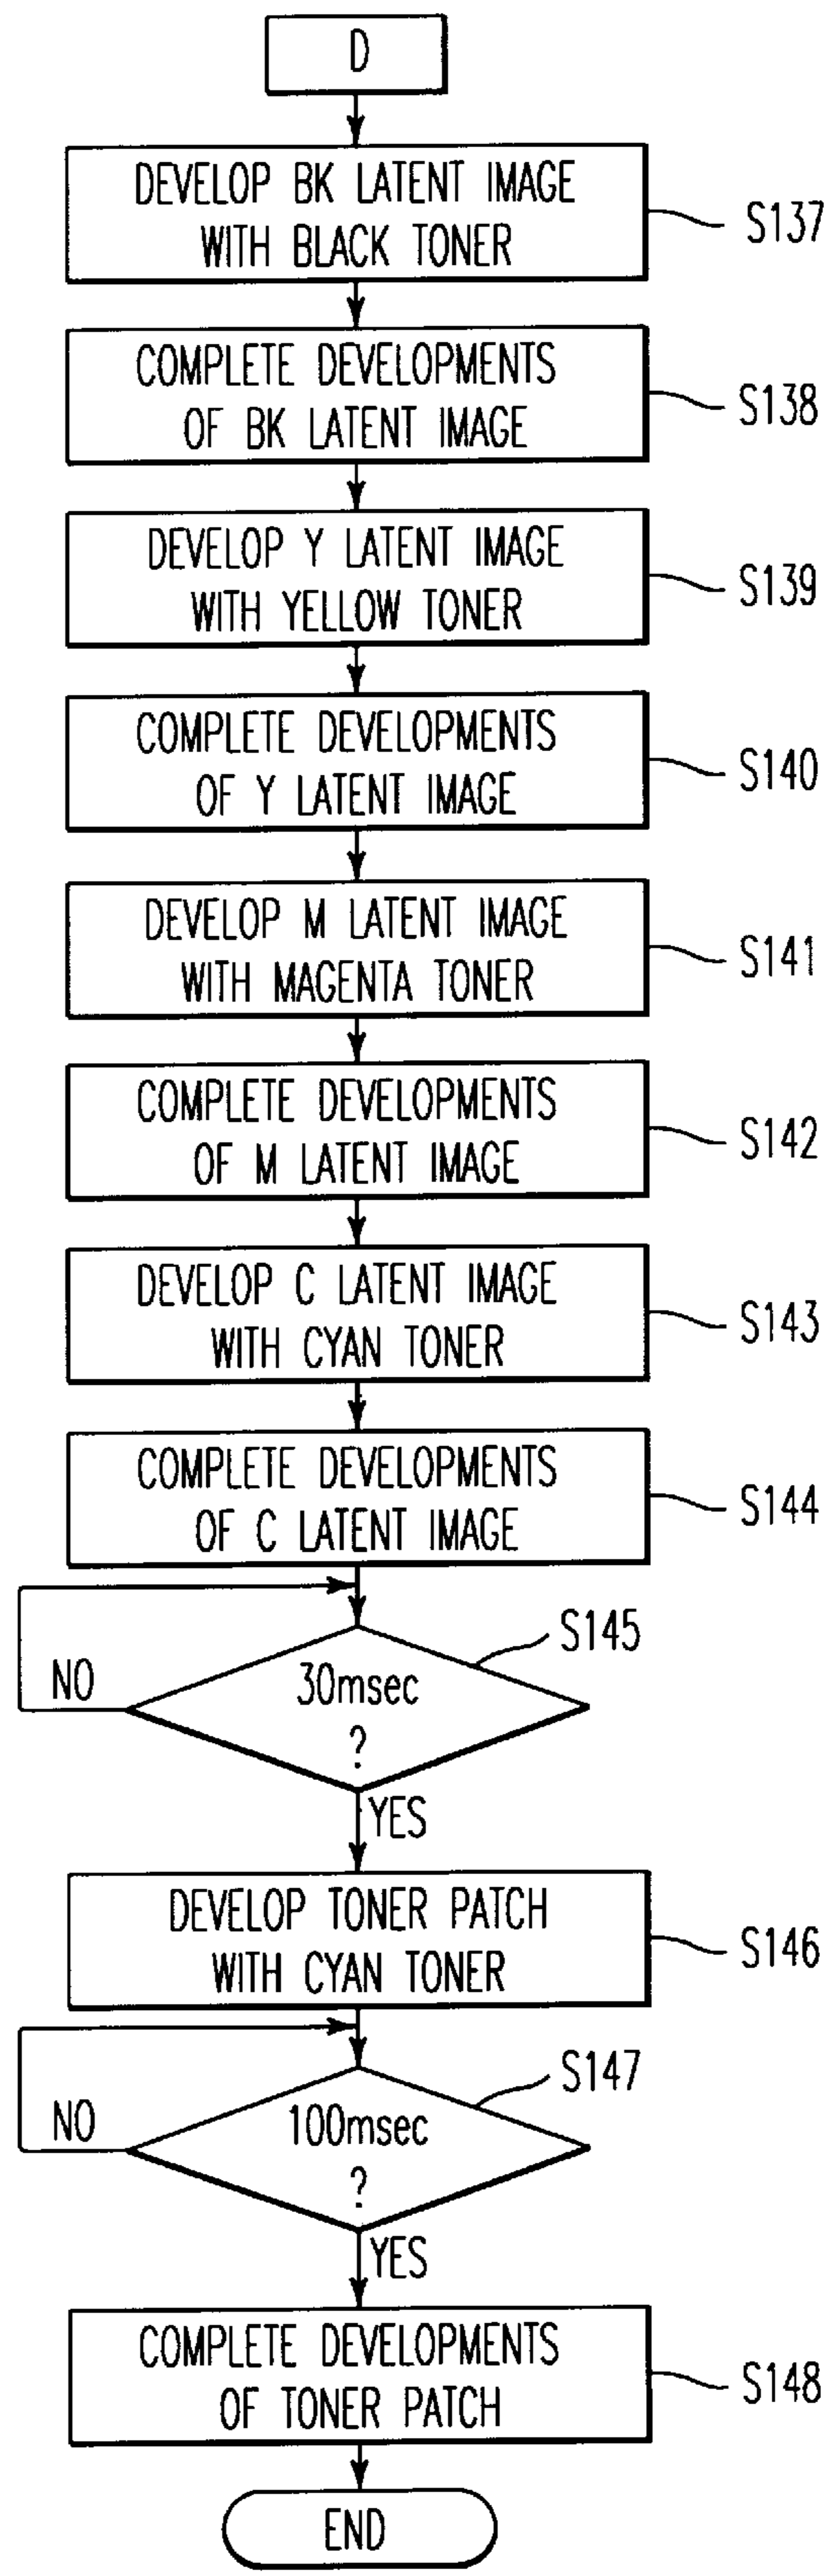 D
DEVELOP BK LATENT IMAGE
WITH BLACK TONER
S137
COMPLETE DEVELOPMENTS
OF BK LATENT IMAGE
S138
DEVELOP Y LATENT IMAGE
WITH YELLOW TONER
S139
COMPLETE DEVELOPMENTS
OF Y LATENT IMAGE
S140
DEVELOP M LATENT IMAGE
WITH MAGENTA TONER
S141
COMPLETE DEVELOPMENTS
OF M LATENT IMAGE
S142
DEVELOP C LATENT IMAGE
WITH CYAN TONER
S143
COMPLETE DEVELOPMENTS
OF C LATENT IMAGE
S144
S145
30msec
?
NO
YES
DEVELOP TONER PATCH
WITH CYAN TONER
S146
S147
100msec
?
NO
YES
COMPLETE DEVELOPMENTS
OF TONER PATCH
S148
END